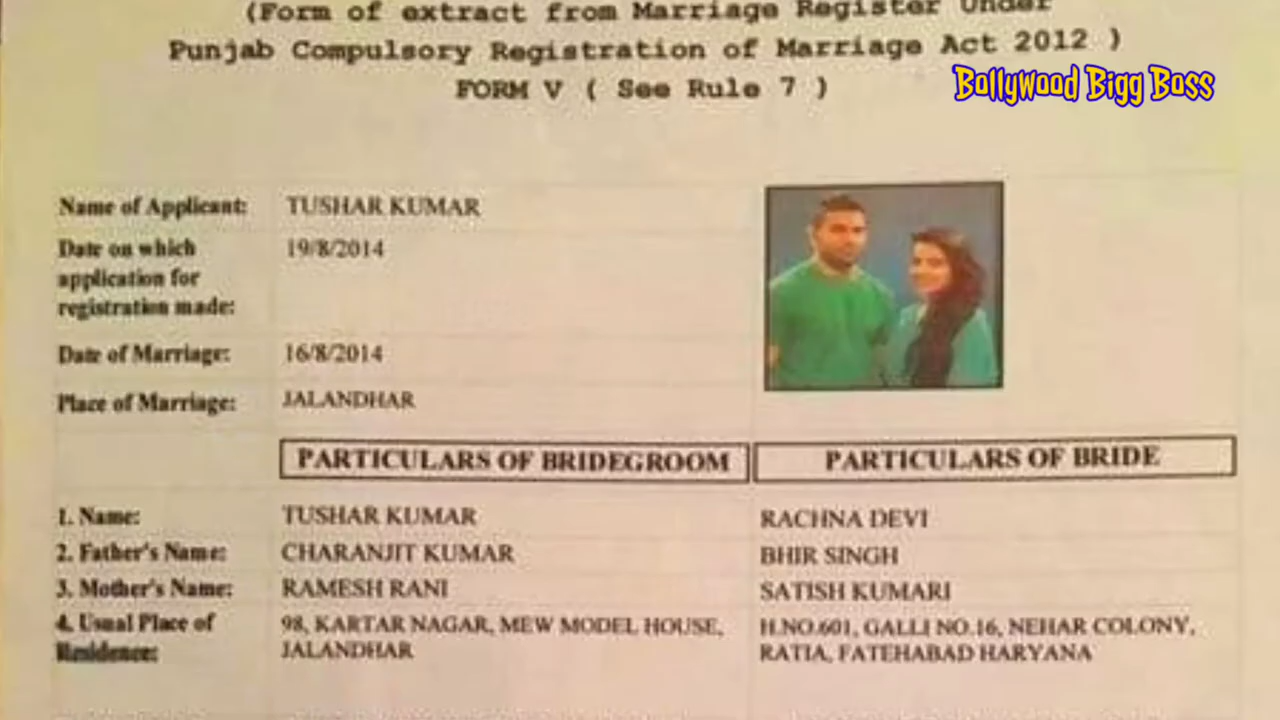 (Form of extract from Marriage Register Under
Punjab Compulsory Registration of Marriage Act 2012 )
FORM V ( See Rule 7 )
Bollywood Bigg Boss
Name of Applicant: TUSHAR KUMAR
Date on which 19/8/2014
application for
registration made:
Date of Marriage: 16/8/2014
Place of Marriage: JALANDHAR
PARTICULARS OF BRIDEGROOM PARTICULARS OF BRIDE
1. Name: TUSHAR KUMAR RACHNA DEVI
2. Father's Name: CHARANJIT KUMAR BHIR SINGH
3. Mother's Name: RAMESH RANI SATISH KUMARI
4. Usual Place of 98, KARTAR NAGAR, MEW MODEL HOUSE, H.NO.601, GALLI NO.16, NEHAR COLONY,
Residence: JALANDHAR RATIA, FATEHABAD HARYANA